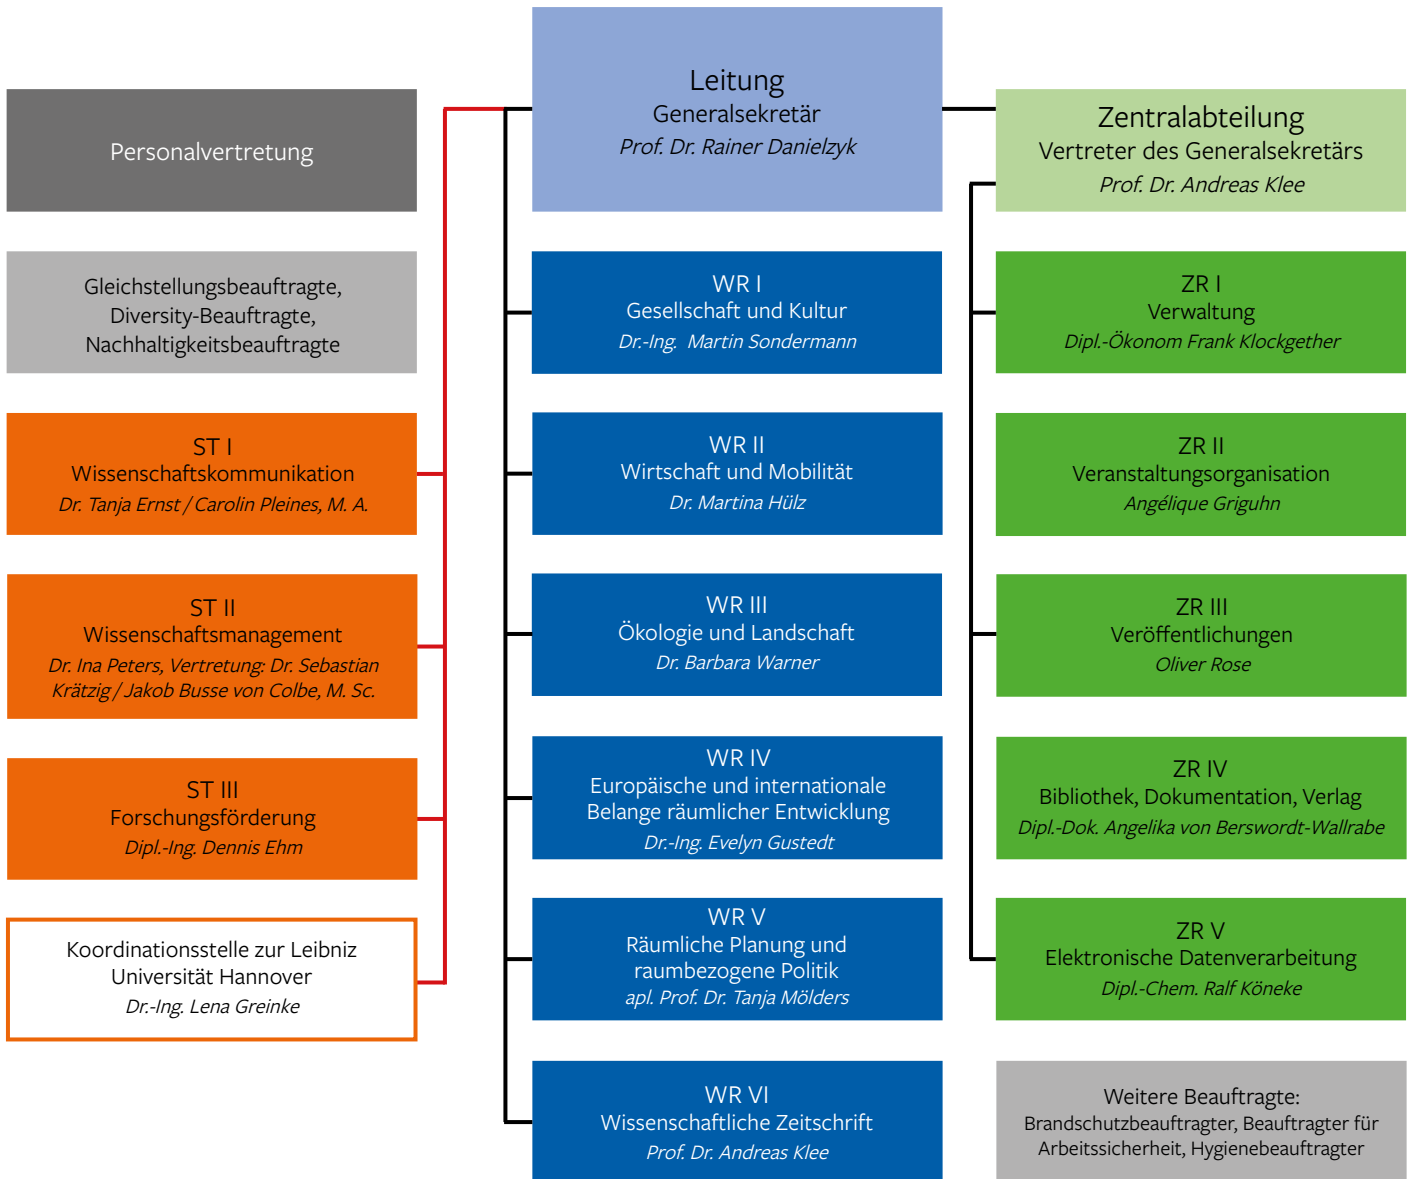 Leitung
Generalsekretär
Prof. Dr. Rainer Danielzyk
Personalvertretung
Zentralabteilung
Vertreter des Generalsekretärs
Prof. Dr. Andreas Klee
Gleichstellungsbeauftragte,
Diversity-Beauftragte,
Nachhaltigkeitsbeauftragte
ST I
Wissenschaftskommunikation
Dr. Tanja Ernst / Carolin Pleines, M. A.
ST II
Wissenschaftsmanagement
Dr. Ina Peters, Vertretung: Dr. Sebastian
Krätzig / Jakob Busse von Colbe, M. Sc.
ST III
Forschungsförderung
Dipl.-Ing. Dennis Ehm
Koordinationsstelle zur Leibniz
Universität Hannover
Dr.-Ing. Lena Greinke
WR I
Gesellschaft und Kultur
Dr.-Ing. Martin Sondermann
WR II
Wirtschaft und Mobilität
Dr. Martina Hülz
WR III
Ökologie und Landschaft
Dr. Barbara Warner
WR IV
Europäische und internationale
Belange räumlicher Entwicklung
Dr.-Ing. Evelyn Gustedt
WR V
Räumliche Planung und
raumbezogene Politik
apl. Prof. Dr. Tanja Mölders
WR VI
Wissenschaftliche Zeitschrift
Prof. Dr. Andreas Klee
ZR I
Verwaltung
Dipl.-Ökonom Frank Klockgether
ZR II
Veranstaltungsorganisation
Angélique Griguhn
ZR III
Veröffentlichungen
Oliver Rose
ZR IV
Bibliothek, Dokumentation, Verlag
Dipl.-Dok. Angelika von Berswordt-Wallrabe
ZR V
Elektronische Datenverarbeitung
Dipl.-Chem. Ralf Köneke
Weitere Beauftragte:
Brandschutzbeauftragter, Beauftragter für
Arbeitssicherheit, Hygienebeauftragter